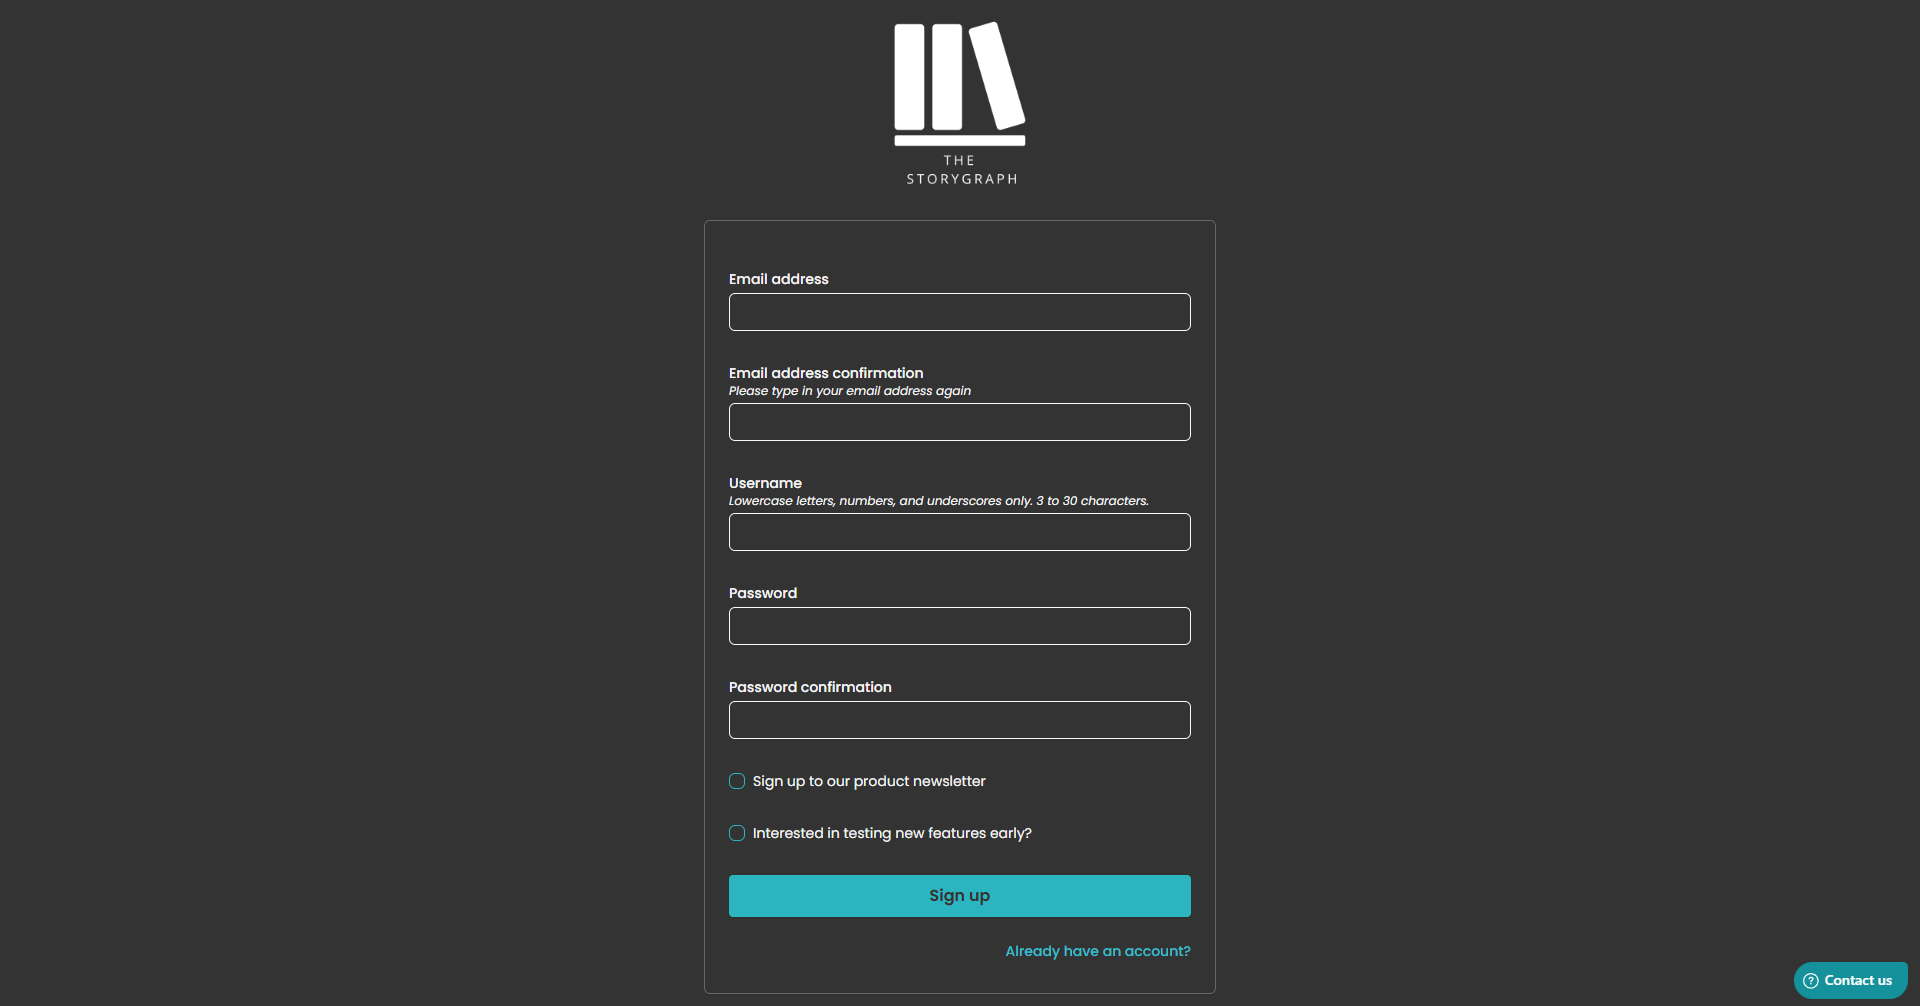 THE
STORYGRAPH
Email address
Email address confirmation
Please type in your email address again
Username
Lowercase letters, numbers, and underscores only. 3 to 30 characters.
Password
Password confirmation
Sign up to our product newsletter
Interested in testing new features early?
Sign up
Already have an account?
Contact us